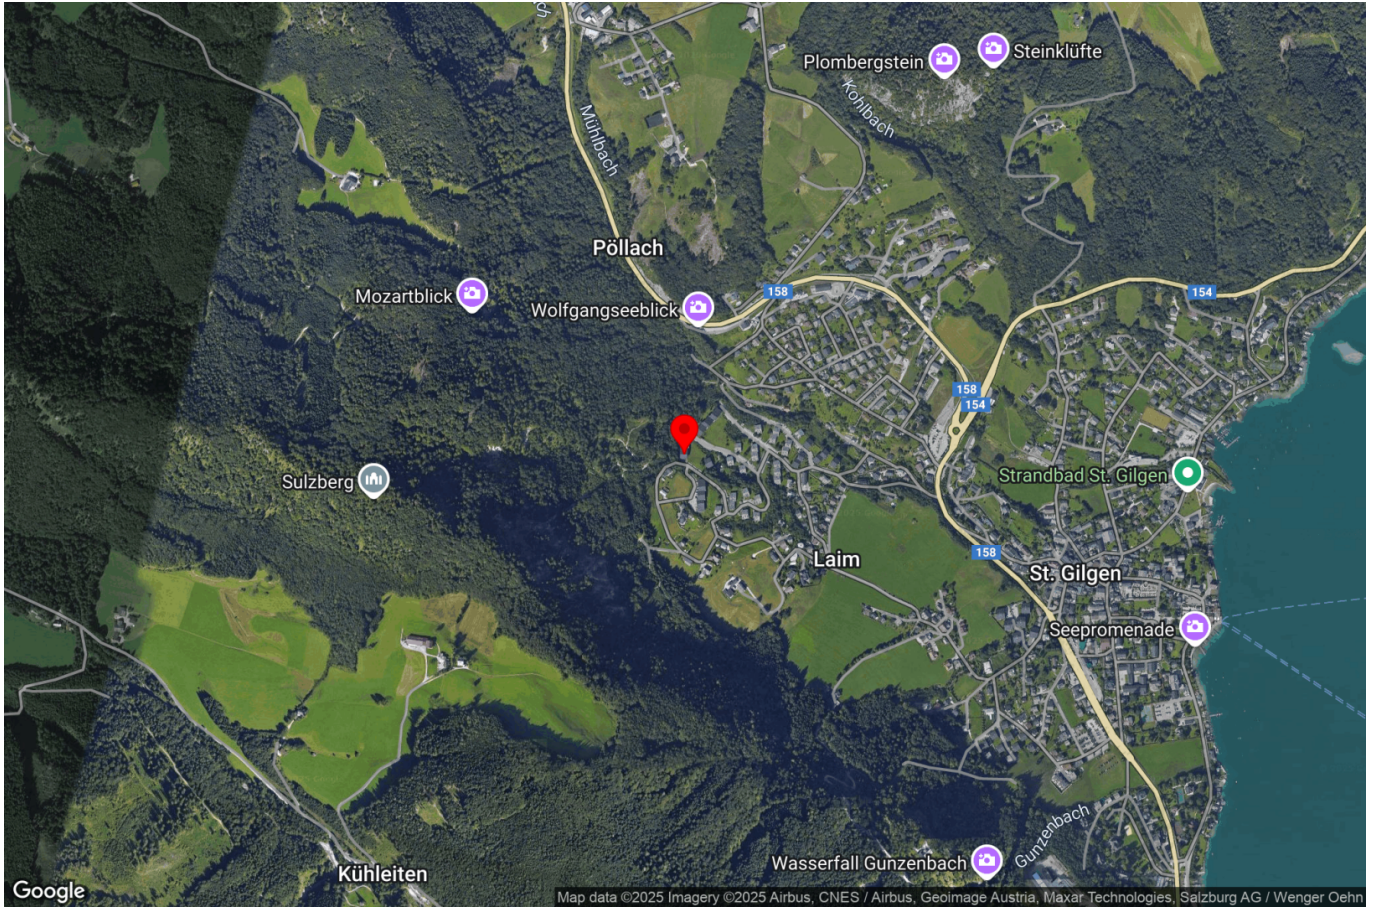 Plombergstein
Steinklüfte
Kohlbach
Mühlbach
Pöllach
Mozartblick
Wolfgangseeblick
158
154
158
154
Sulzberg
Strandbad St. Gilgen
158
Laim
St. Gilgen
Seepromenade
Gunzenbach
Wasserfall Gunzenbach
Kühleiten
Google
Map data ©2025 Imagery ©2025 Airbus, CNES / Airbus, Geoimage Austria, Maxar Technologies, Salzburg AG / Wenger Oehn